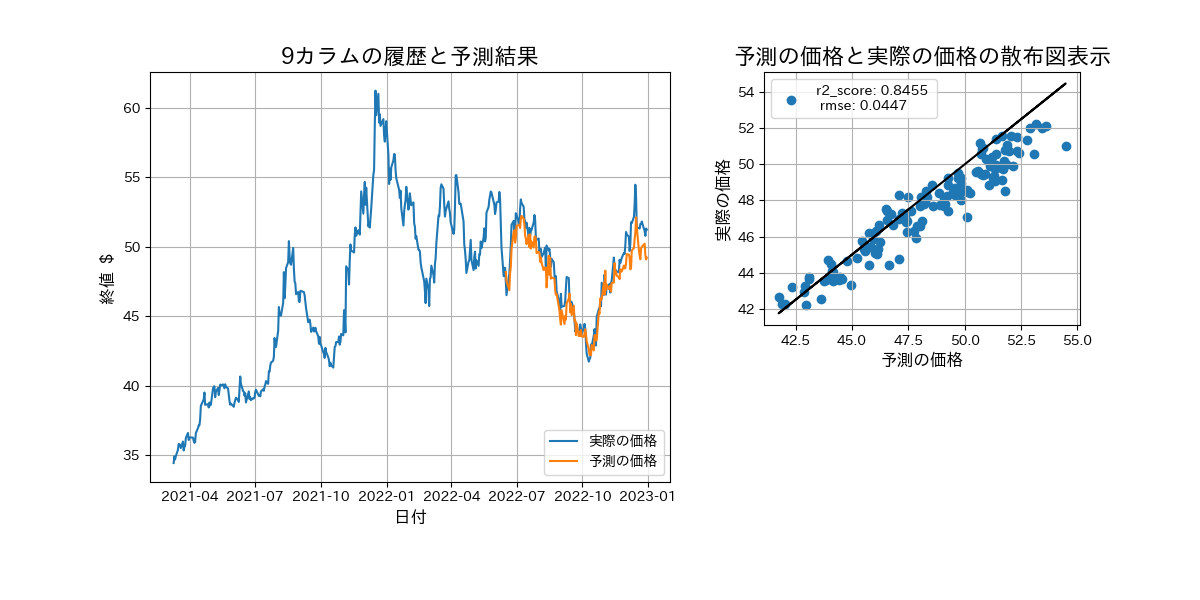 9カラムの履歴と予測結果
終値 $
60
55
50
45
40
35
2021-04 2021-07 2021-10 2022-01 2022-04 2022-07 2022-10 2023-01
日付
実際の価格
予測の価格
予測の価格と実際の価格の散布図表示
r2_score: 0.8455
rmse: 0.0447
実際の価格
54
52
50
48
46
44
42
42.5 45.0 47.5 50.0 52.5 55.0
予測の価格